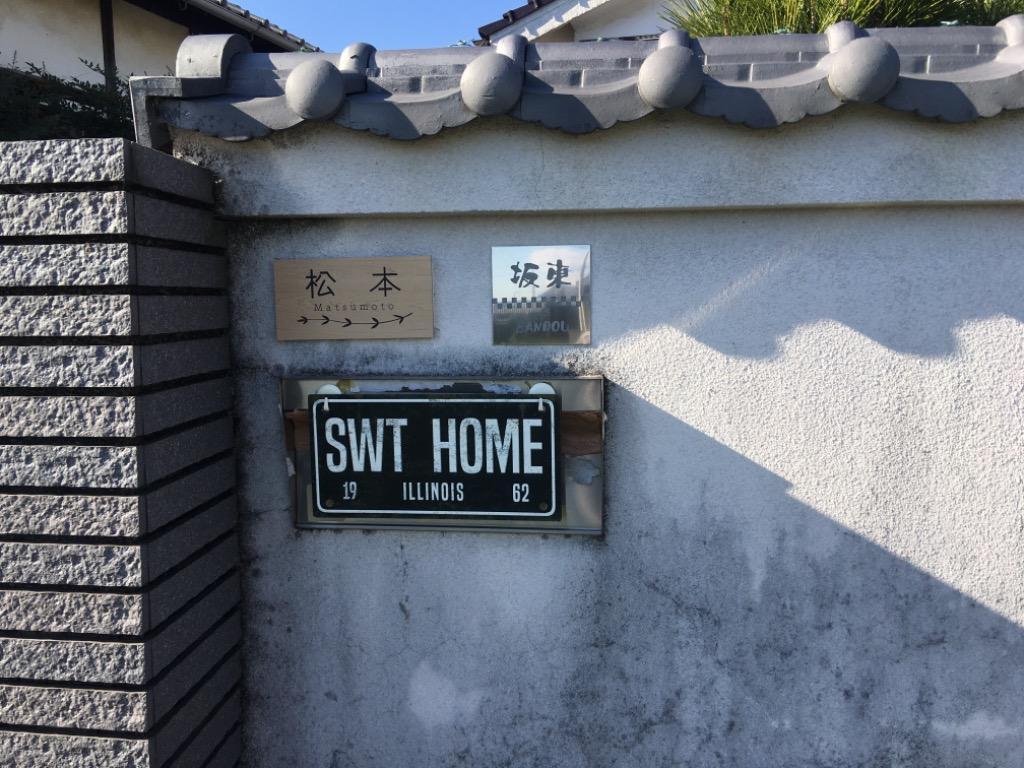 松本
Matsumoto
坂東
BANDOU
SWT HOME
19 ILLINOIS 62